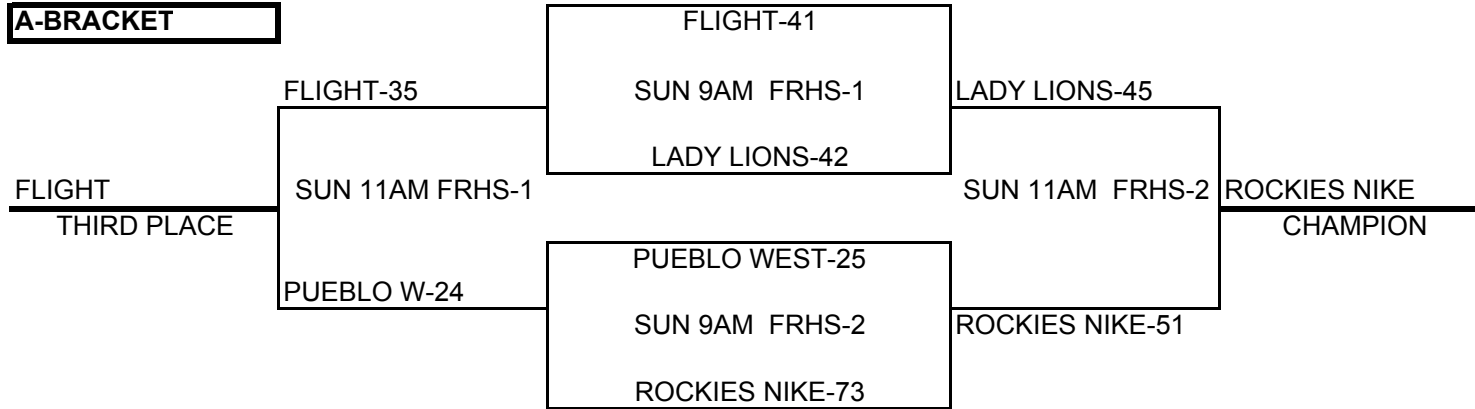 A-BRACKET
FLIGHT-41
FLIGHT-35
SUN 9AM FRHS-1
LADY LIONS-45
LADY LIONS-42
FLIGHT
SUN 11AM FRHS-1
SUN 11AM FRHS-2
ROCKIES NIKE
THIRD PLACE
CHAMPION
PUEBLO WEST-25
PUEBLO W-24
SUN 9AM FRHS-2
ROCKIES NIKE-51
ROCKIES NIKE-73